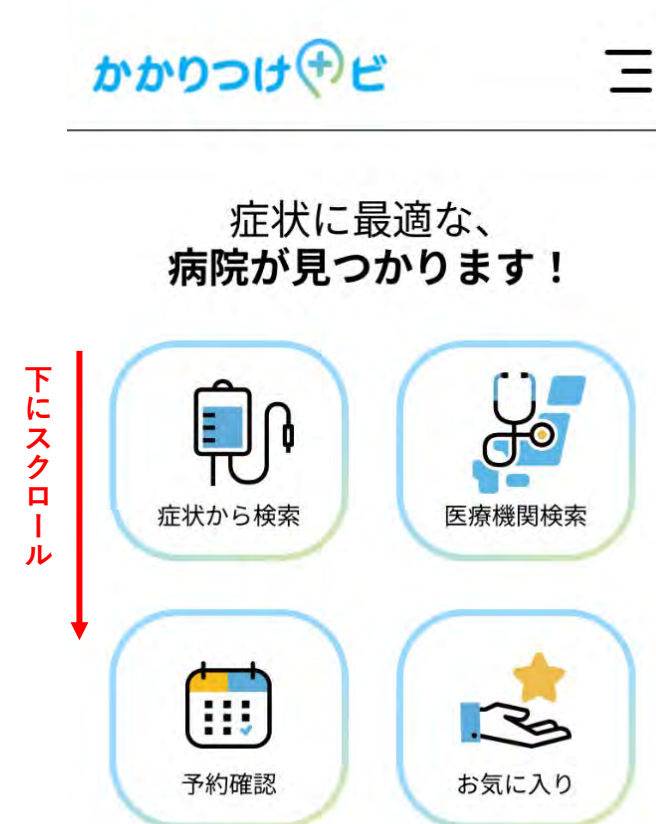 かかりつけナビ
症状に最適な、
病院が見つかります！
下にスクロール
症状から検索
医療機関検索
予約確認
お気に入り